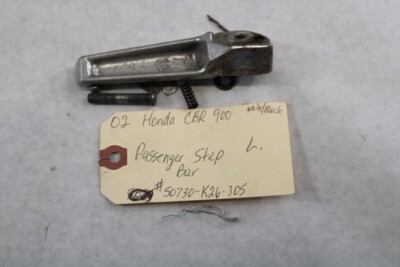 02 Honda CBR 900
Passenger Step L.
Bar
# 50730-K26-305